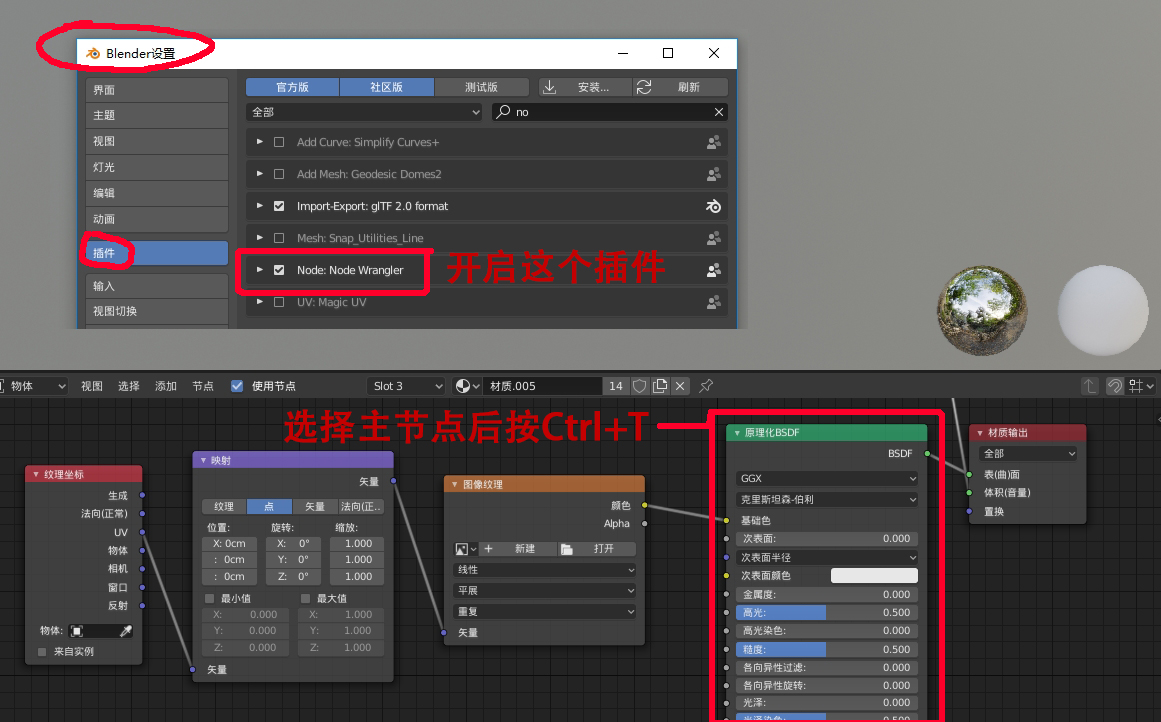 Blender设置
界面
主题
视图
灯光
编辑
动画
插件
输入
视图切换
官方版 社区版 测试版 安装... 刷新
全部 no
Add Curve: Simplify Curves+
Add Mesh: Geodesic Domes2
Import-Export: glTF 2.0 format
Mesh: Snap_Utilities_Line
Node: Node Wrangler
开启这个插件
UV: Magic UV
物体 视图 选择 添加 节点 使用节点 Slot 3 材质.005 14
选择主节点后按Ctrl+T
纹理坐标
生成
法向(正常)
UV
物体
相机
窗口
反射
物体:
来自实例
映射
矢量
纹理 点 矢量 法向(正..
位置: 旋转: 缩放:
X: 0cm X: 0° 1.000
: 0cm Y: 0° 1.000
: 0cm Z: 0° 1.000
最小值 最大值
X: 0.000 X: 1.000
Y: 0.000 Y: 1.000
Z: 0.000 Z: 1.000
矢量
图像纹理
颜色
Alpha
新建 打开
线性
平展
重复
矢量
原理化BSDF
BSDF
GGX
克里斯坦森-伯利
基础色
次表面: 0.000
次表面半径
次表面颜色
金属度: 0.000
高光: 0.500
高光染色: 0.000
糙度: 0.500
各向异性过滤: 0.000
各向异性旋转: 0.000
光泽: 0.000
光泽染色: 0.500
材质输出
全部
表(曲)面
体积(音量)
置换